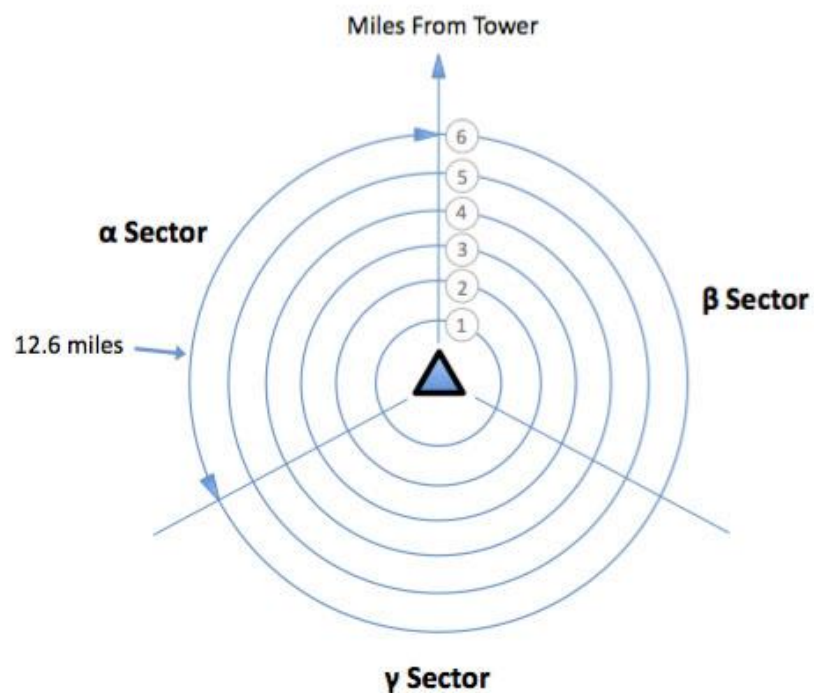 Miles From Tower
6
5
4
3
2
1
α Sector
β Sector
12.6 miles
γ Sector